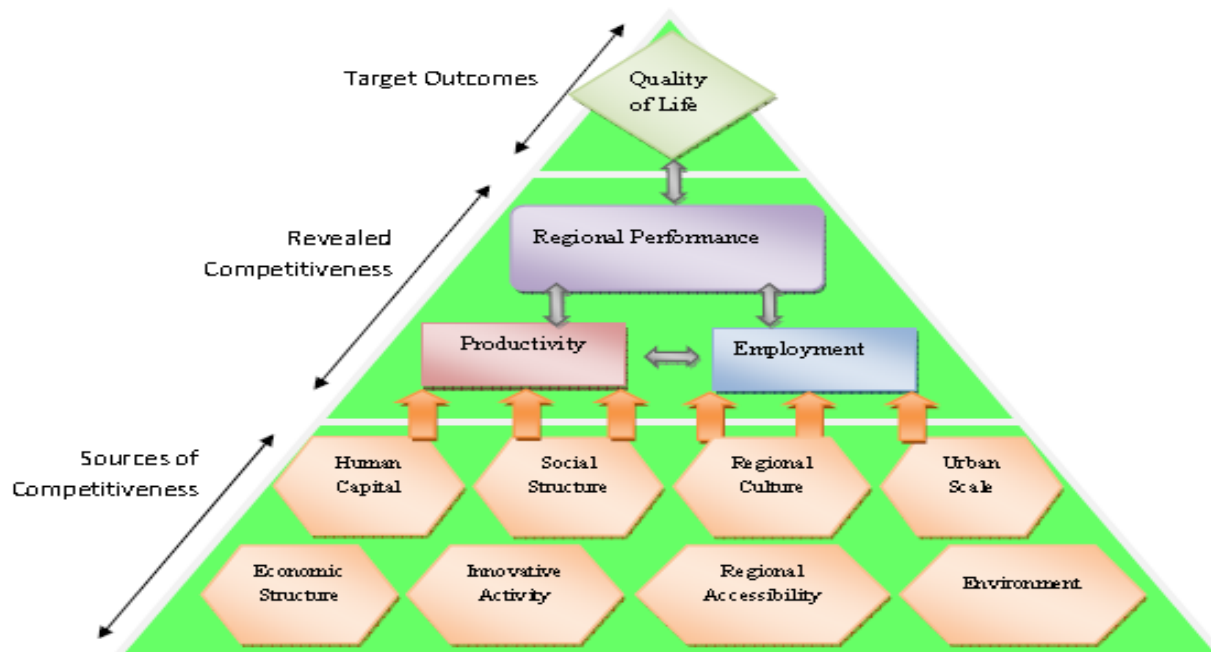 Target Outcomes
Quality
of Life
Revealed
Competitiveness
Regional Performance
Productivity
Employment
Sources of
Competitiveness
Human
Capital
Social
Structure
Regional
Culture
Urban
Scale
Economic
Structure
Innovative
Activity
Regional
Accessibility
Environment